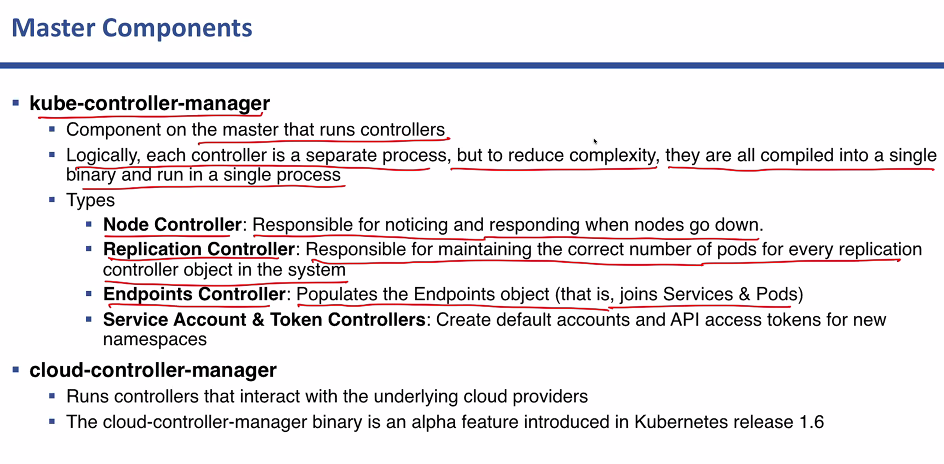 Master Components
▪ kube-controller-manager
▪ Component on the master that runs controllers
▪ Logically, each controller is a separate process, but to reduce complexity, they are all compiled into a single
binary and run in a single process
▪ Types
▪ Node Controller: Responsible for noticing and responding when nodes go down.
▪ Replication Controller: Responsible for maintaining the correct number of pods for every replication
controller object in the system
▪ Endpoints Controller: Populates the Endpoints object (that is, joins Services & Pods)
▪ Service Account & Token Controllers: Create default accounts and API access tokens for new
namespaces
▪ cloud-controller-manager
▪ Runs controllers that interact with the underlying cloud providers
▪ The cloud-controller-manager binary is an alpha feature introduced in Kubernetes release 1.6